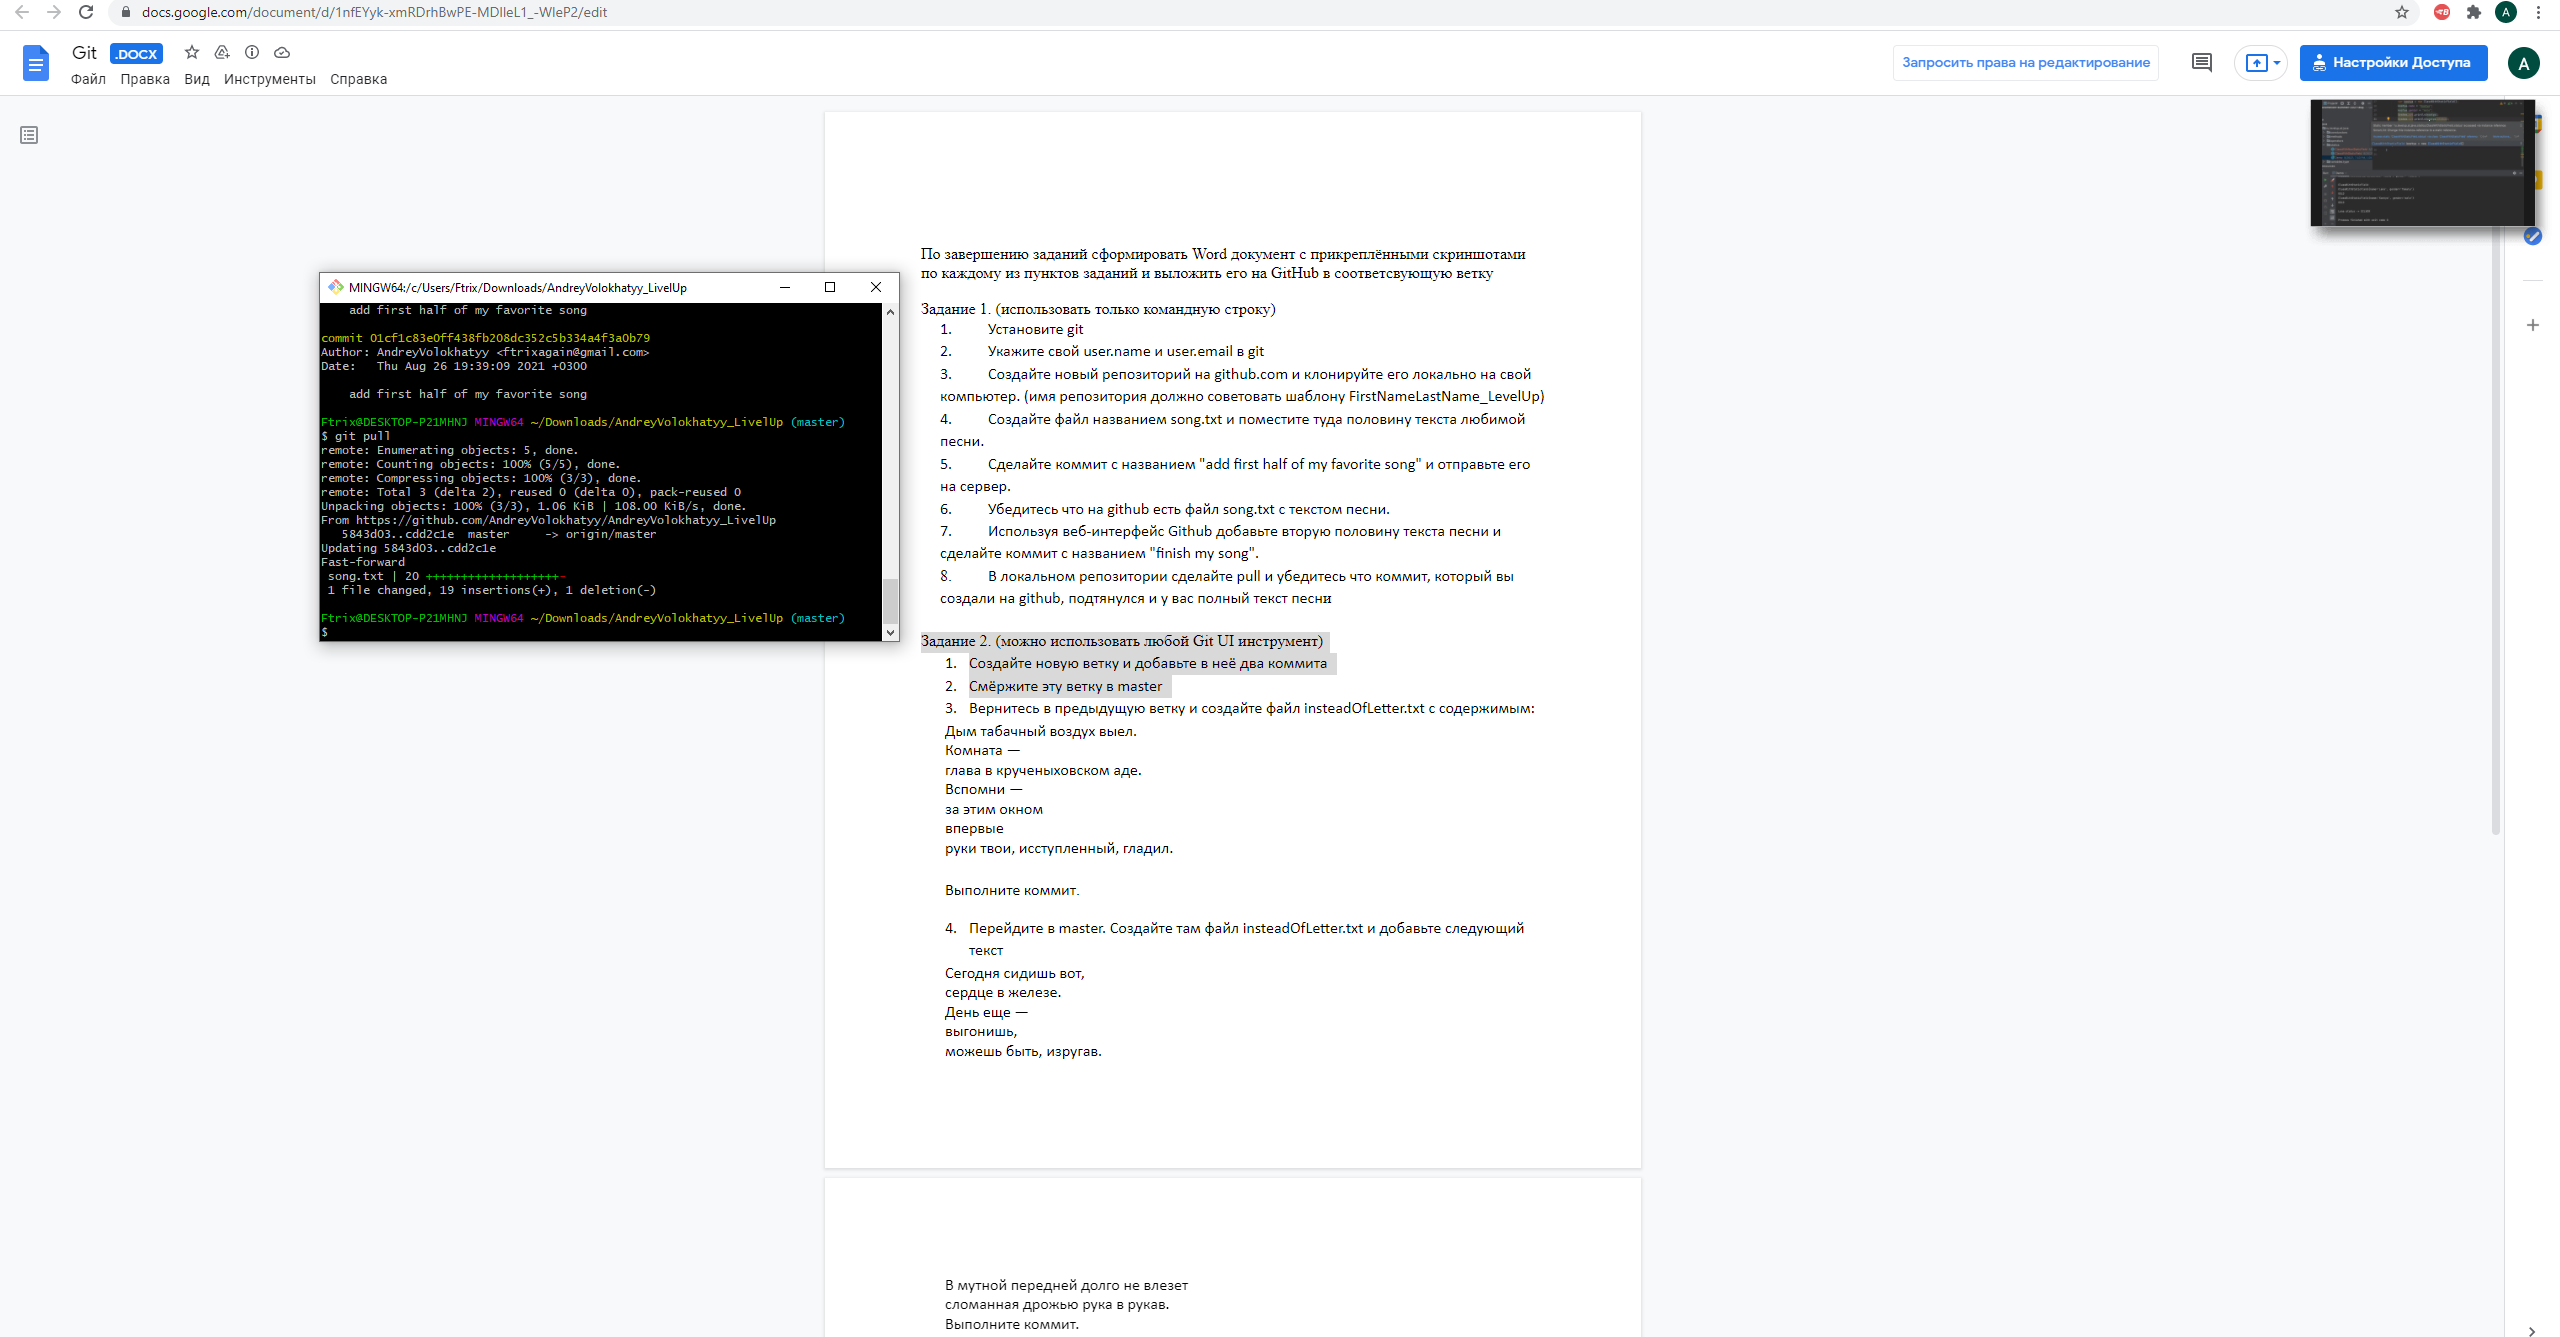 docs.google.com/document/d/1nfEYyk-xmRDrhBwPE-MDlleL1_-WleP2/edit
Git .DOCX
Файл Правка Вид Инструменты Справка
Запросить права на редактирование
Настройки Доступа
A
A
По завершению заданий сформировать Word документ с прикреплёнными скриншотами
по каждому из пунктов заданий и выложить его на GitHub в соответсвующую ветку
Задание 1. (использовать только командную строку)
1. Установите git
2. Укажите свой user.name и user.email в git
3. Создайте новый репозиторий на github.com и клонируйте его локально на свой
компьютер. (имя репозитория должно советовать шаблону FirstNameLastName_LevelUp)
4. Создайте файл названием song.txt и поместите туда половину текста любимой
песни.
5. Сделайте коммит с названием "add first half of my favorite song" и отправьте его
на сервер.
6. Убедитесь что на github есть файл song.txt с текстом песни.
7. Используя веб-интерфейс Github добавьте вторую половину текста песни и
сделайте коммит с названием "finish my song".
8. В локальном репозитории сделайте pull и убедитесь что коммит, который вы
создали на github, подтянулся и у вас полный текст песни
Задание 2. (можно использовать любой Git UI инструмент)
1. Создайте новую ветку и добавьте в неё два коммита
2. Смёржите эту ветку в master
3. Вернитесь в предыдущую ветку и создайте файл insteadOfLetter.txt с содержимым:
Дым табачный воздух выел.
Комната —
глава в крученыховском аде.
Вспомни —
за этим окном
впервые
руки твои, исступленный, гладил.
Выполните коммит.
4. Перейдите в master. Создайте там файл insteadOfLetter.txt и добавьте следующий
текст
Сегодня сидишь вот,
сердце в железе.
День еще —
выгонишь,
можешь быть, изругав.
В мутной передней долго не влезет
сломанная дрожью рука в рукав.
Выполните коммит.
MINGW64:/c/Users/Ftrix/Downloads/AndreyVolokhatyy_LivelUp
add first half of my favorite song
commit 01cf1c83e0ff438fb208dc352c5b334a4f3a0b79
Author: AndreyVolokhatyy <ftrixagain@gmail.com>
Date: Thu Aug 26 19:39:09 2021 +0300
add first half of my favorite song
Ftrix@DESKTOP-P21MHNJ MINGW64 ~/Downloads/AndreyVolokhatyy_LivelUp (master)
$ git pull
remote: Enumerating objects: 5, done.
remote: Counting objects: 100% (5/5), done.
remote: Compressing objects: 100% (3/3), done.
remote: Total 3 (delta 2), reused 0 (delta 0), pack-reused 0
Unpacking objects: 100% (3/3), 1.06 KiB | 108.00 KiB/s, done.
From https://github.com/AndreyVolokhatyy/AndreyVolokhatyy_LivelUp
5843d03..cdd2c1e master -> origin/master
Updating 5843d03..cdd2c1e
Fast-forward
song.txt | 20 +++++++++++++++++++-
1 file changed, 19 insertions(+), 1 deletion(-)
Ftrix@DESKTOP-P21MHNJ MINGW64 ~/Downloads/AndreyVolokhatyy_LivelUp (master)
$